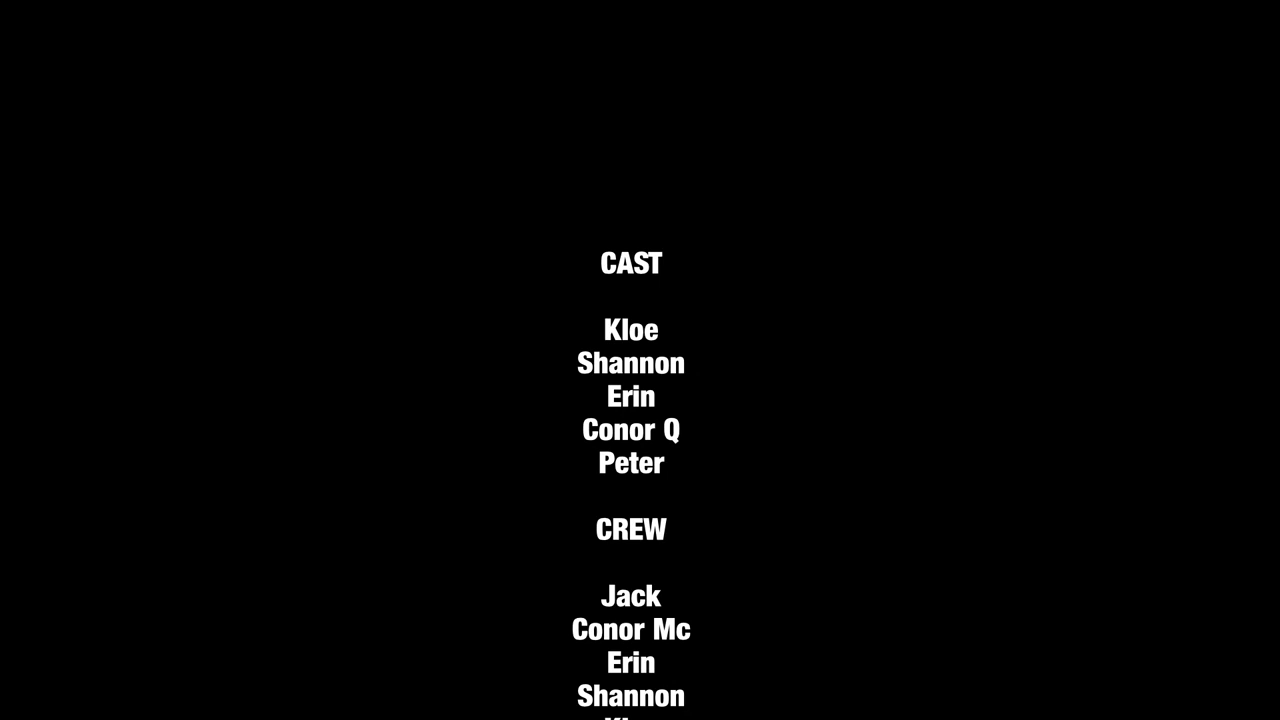 CAST
Kloe
Shannon
Erin
Conor Q
Peter
CREW
Jack
Conor Mc
Erin
Shannon